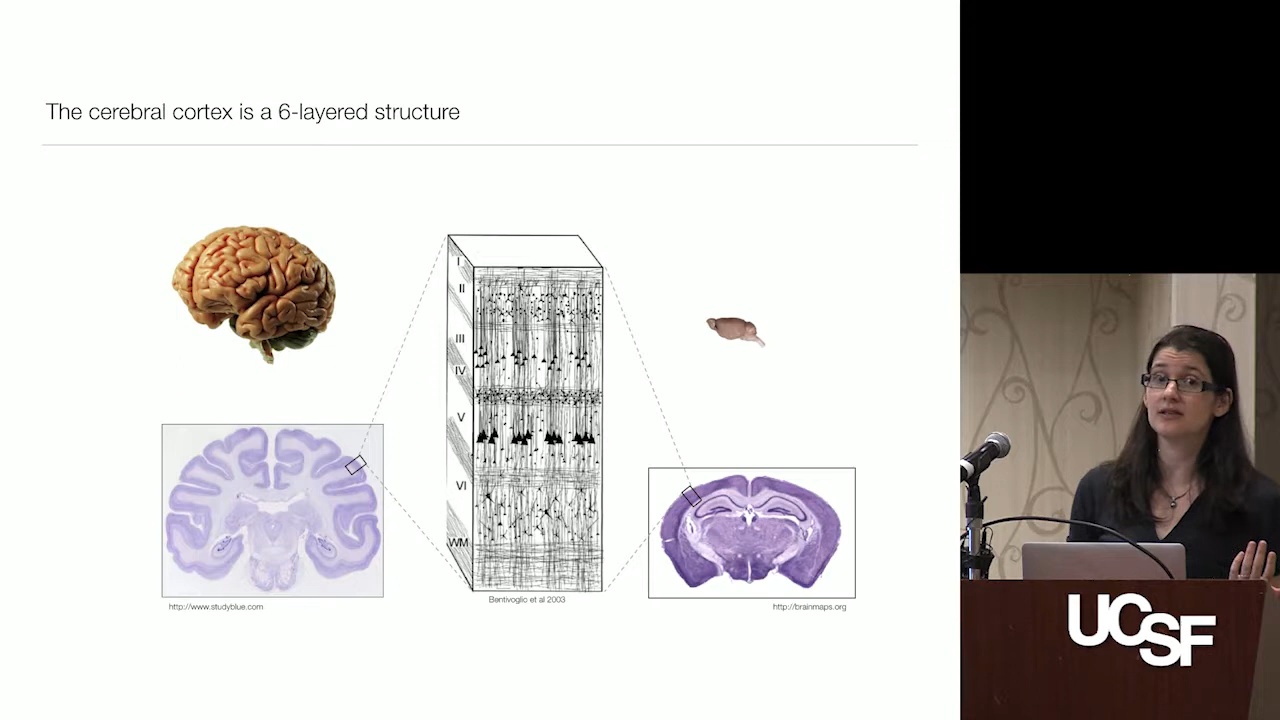 The cerebral cortex is a 6-layered structure
I
II
III
IV
V
VI
WM
http://www.studyblue.com
Bentivoglio et al 2003
http://brainmaps.org
UCSF